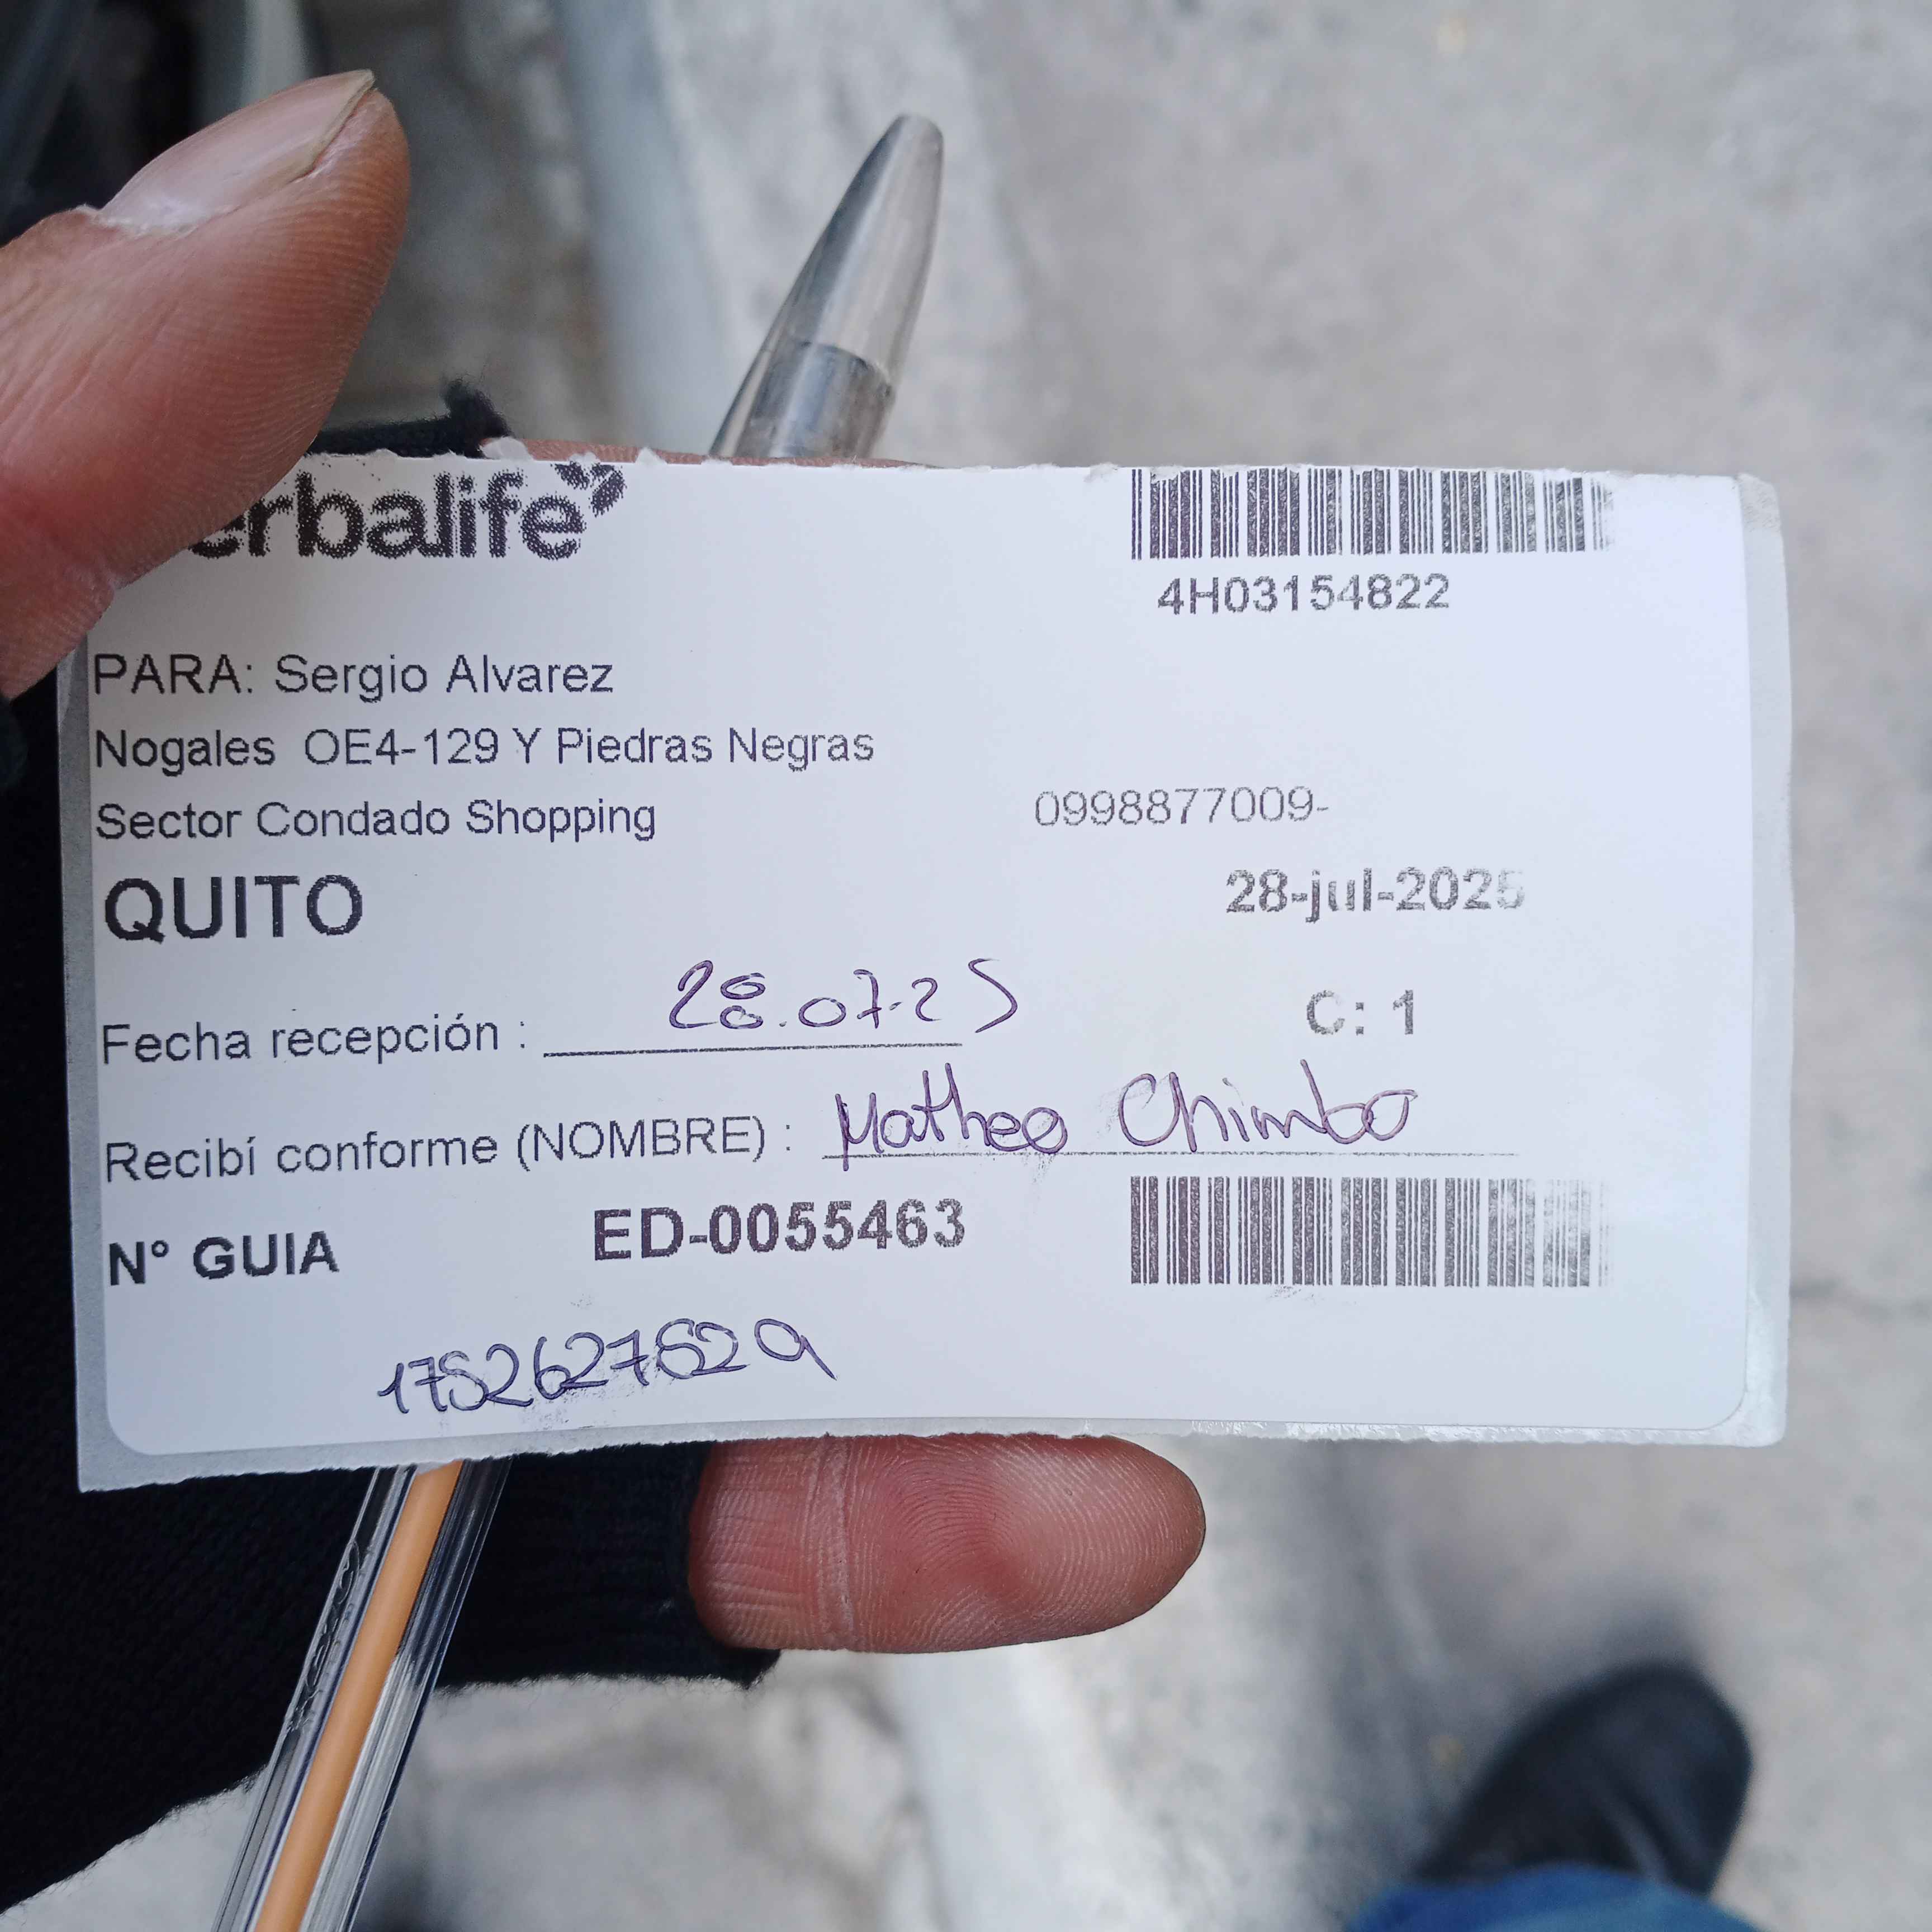 erbalife
4H03154822
PARA: Sergio Alvarez
Nogales OE4-129 Y Piedras Negras
Sector Condado Shopping
0998877009-
QUITO
28-jul-2025
Fecha recepción : 28.07.25
C: 1
Recibí conforme (NOMBRE) : Matheo Chimbo
N° GUIA ED-0055463